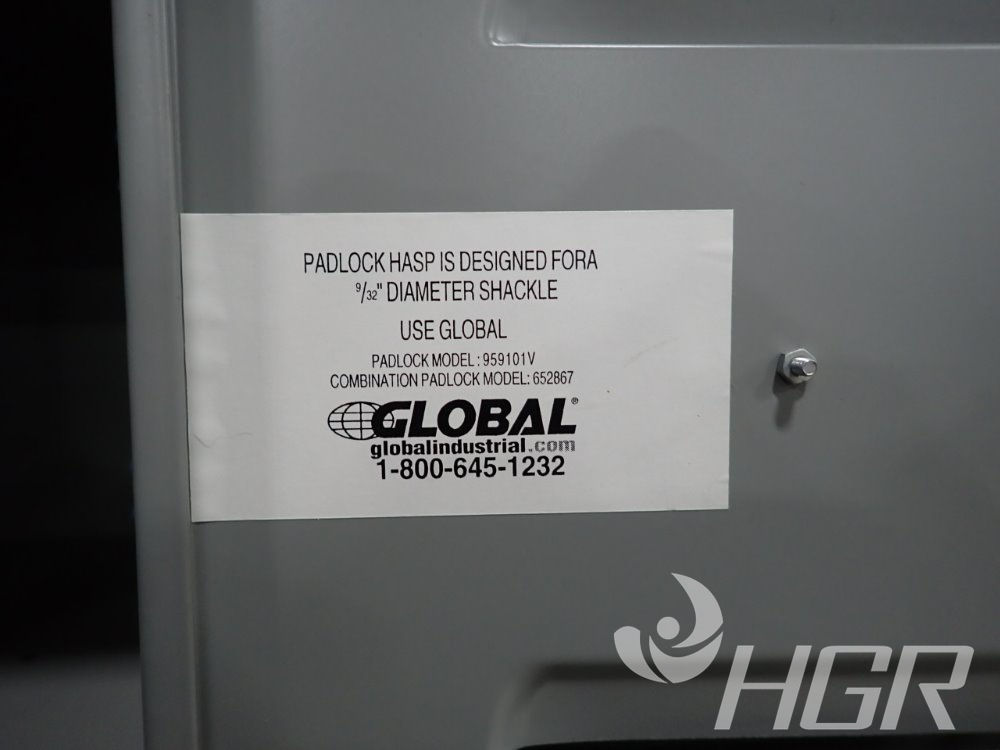 PADLOCK HASP IS DESIGNED FORA
9/32" DIAMETER SHACKLE
USE GLOBAL
PADLOCK MODEL: 959101V
COMBINATION PADLOCK MODEL: 652867
GLOBAL®
globalindustrial.com
1-800-645-1232
HGR